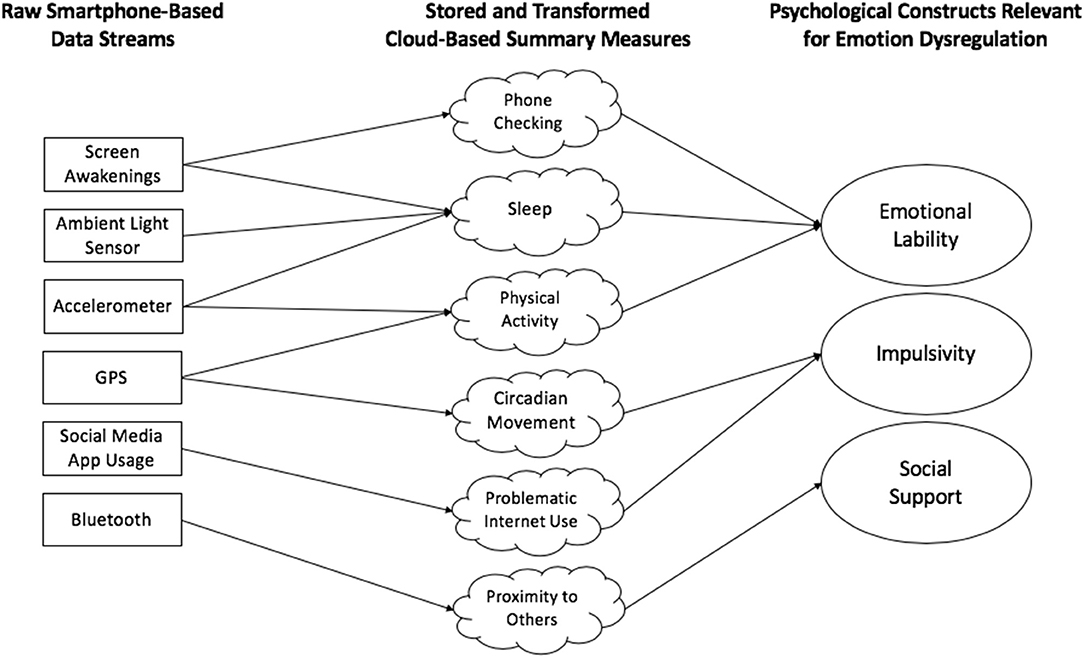 Raw Smartphone-Based
Data Streams
Stored and Transformed
Cloud-Based Summary Measures
Psychological Constructs Relevant
for Emotion Dysregulation
Screen
Awakenings
Ambient Light
Sensor
Accelerometer
GPS
Social Media
App Usage
Bluetooth
Phone
Checking
Sleep
Physical
Activity
Circadian
Movement
Problematic
Internet Use
Proximity to
Others
Emotional
Lability
Impulsivity
Social
Support